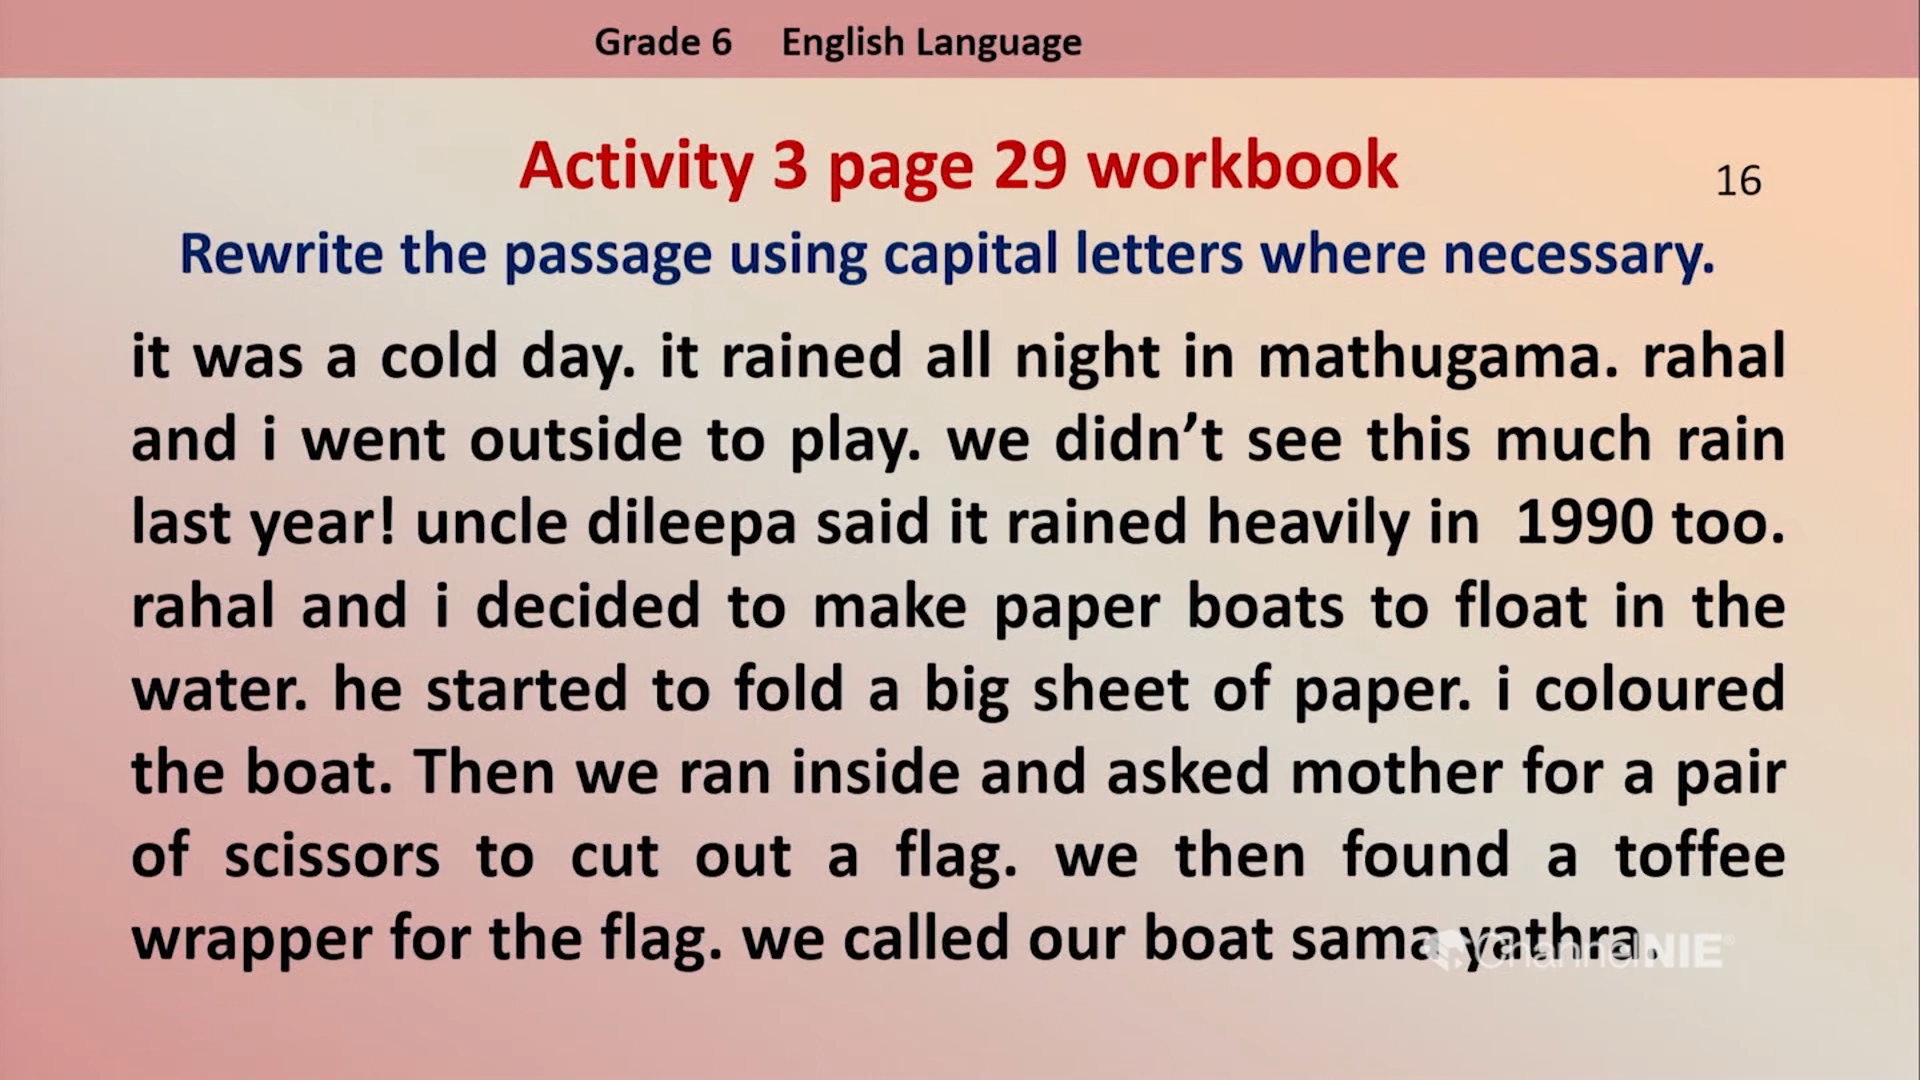 Grade 6 English Language
Activity 3 page 29 workbook
16
Rewrite the passage using capital letters where necessary.
it was a cold day. it rained all night in mathugama. rahal
and i went outside to play. we didn’t see this much rain
last year! uncle dileepa said it rained heavily in 1990 too.
rahal and i decided to make paper boats to float in the
water. he started to fold a big sheet of paper. i coloured
the boat. Then we ran inside and asked mother for a pair
of scissors to cut out a flag. we then found a toffee
wrapper for the flag. we called our boat sama yathra.
Channel NIE